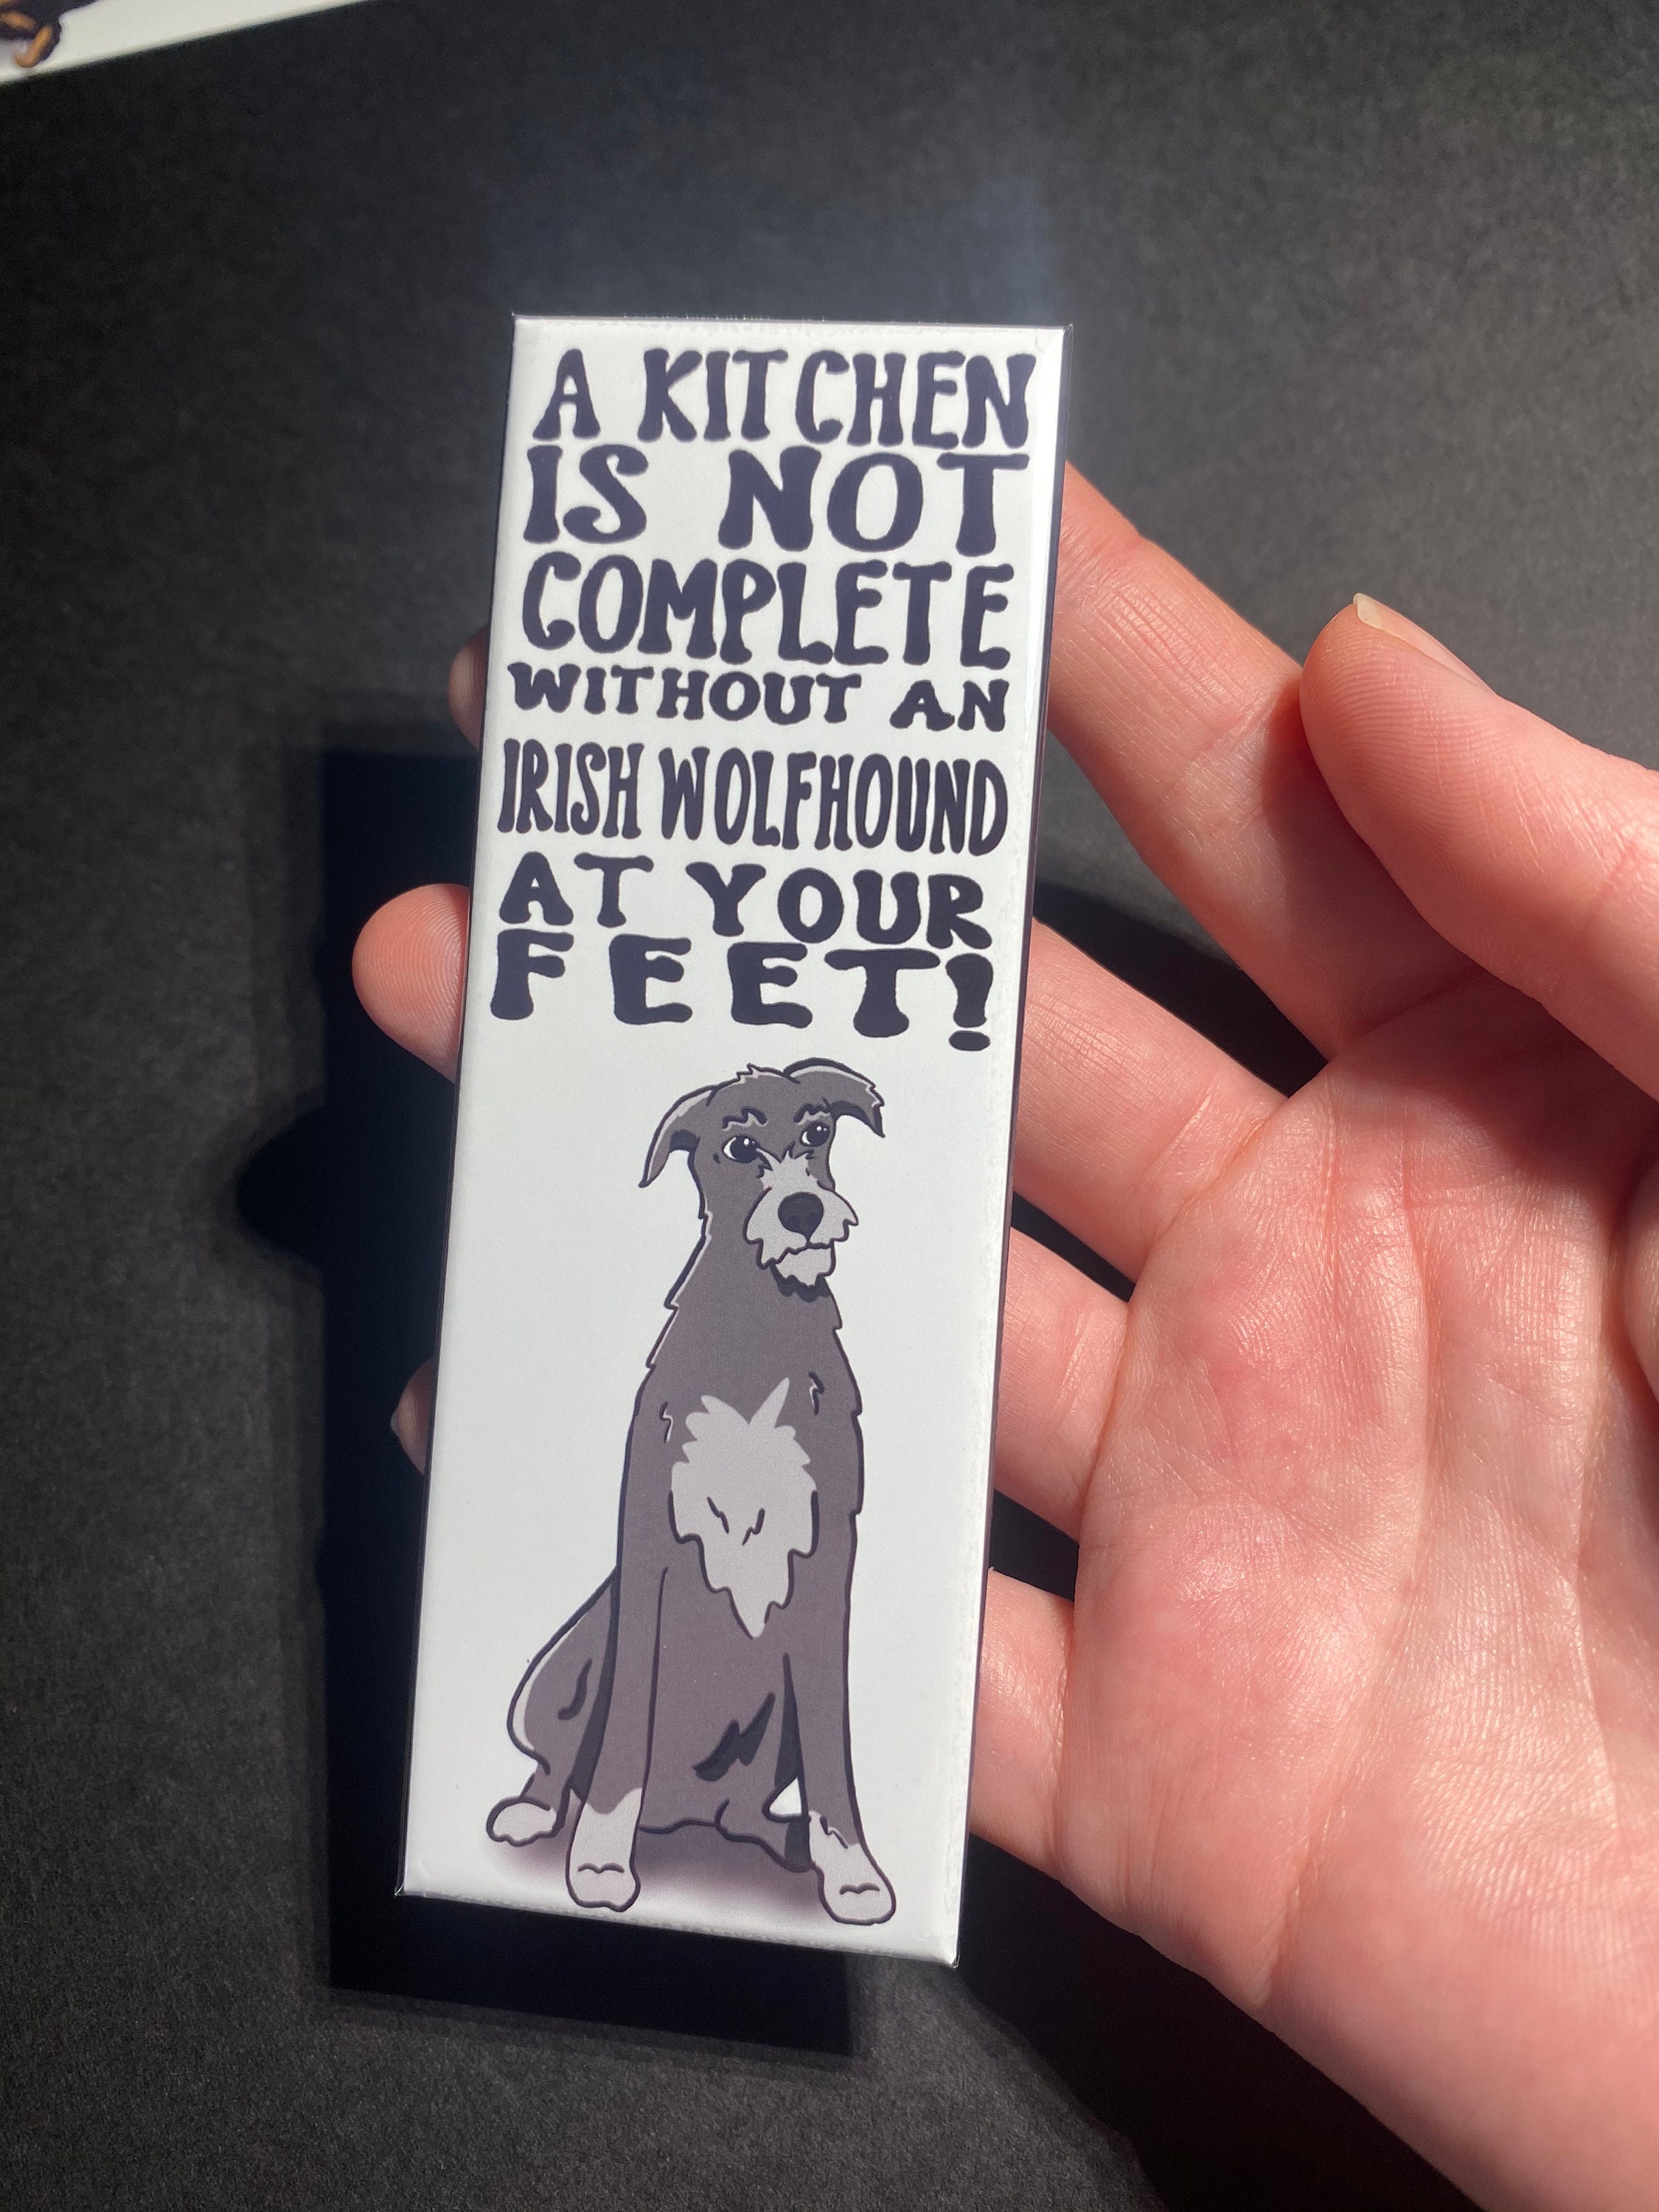 A KITCHEN
IS NOT
COMPLETE
WITHOUT AN
IRISH WOLFHOUND
AT YOUR
FEET!